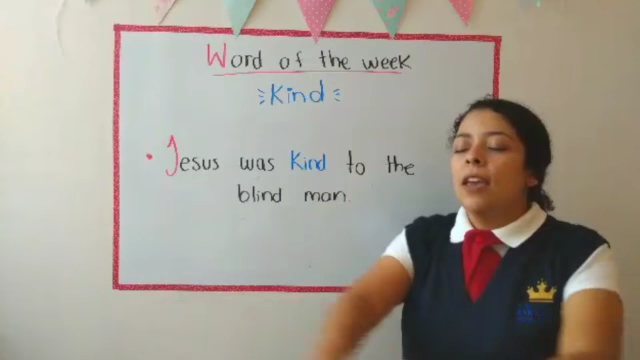 Word of the week
Kind
• Jesus was Kind to the
blind man.